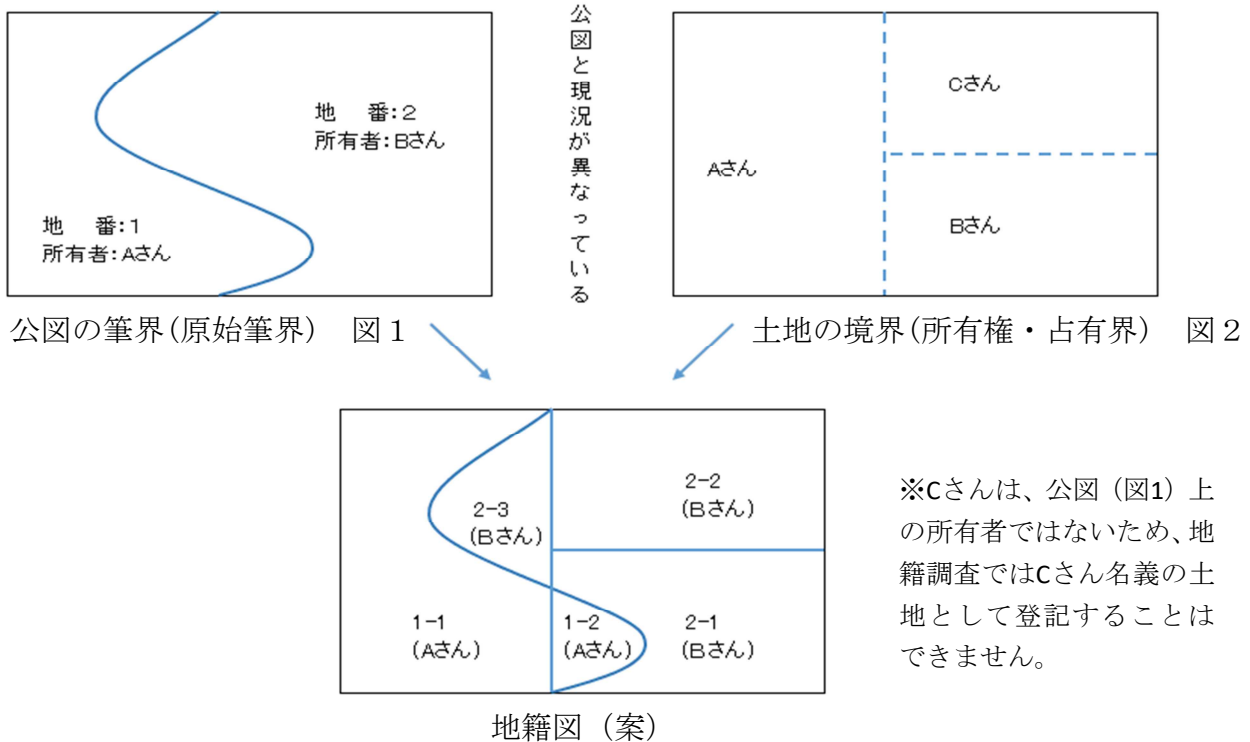 地　番:2
所有者:Bさん
地　番:1
所有者:Aさん
公図と現況が異なっている
Cさん
Aさん
Bさん
公図の筆界(原始筆界)　図１
土地の境界(所有権・占有界)　図２
2-3
(Bさん)
2-2
(Bさん)
1-1
(Aさん)
1-2
(Aさん)
2-1
(Bさん)
※Cさんは、公図（図1）上
の所有者ではないため、地
籍調査ではCさん名義の土
地として登記することは
できません。
地籍図（案）